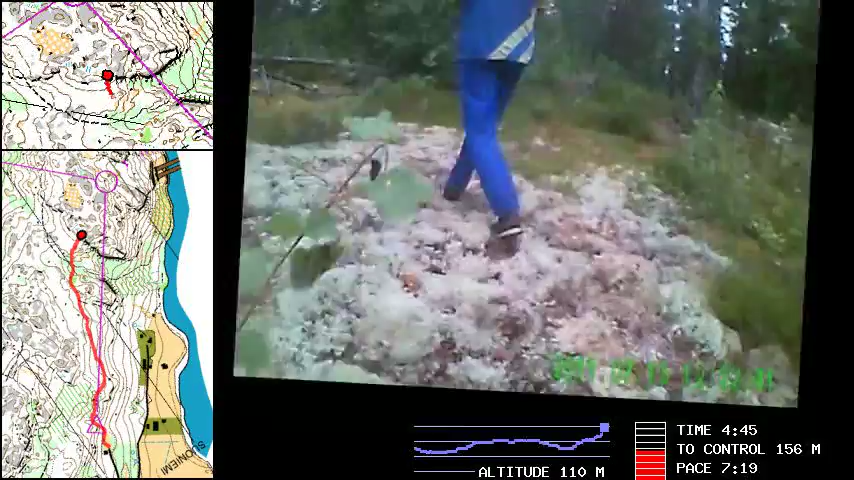 TIME 4:45
TO CONTROL 156 M
PACE 7:19
ALTITUDE 110 M